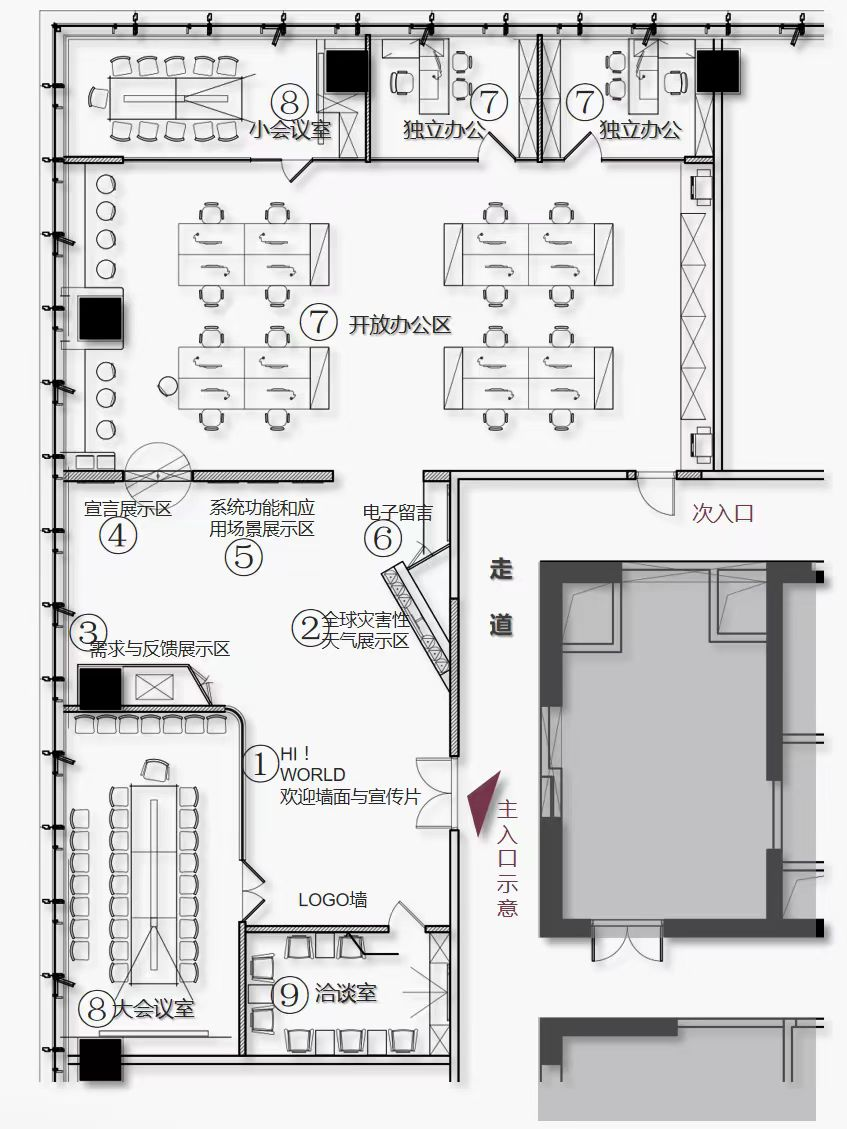 ⑧
小会议室
⑦
独立办公
⑦
独立办公
⑦ 开放办公区
宣言展示区
④
系统功能和应
用场景展示区
⑤
电子留言
⑥
次入口
走
道
③
需求与反馈展示区
②
全球灾害性
天气展示区
①
HI！
WORLD
欢迎墙面与宣传片
主
入
口
示
意
LOGO墙
⑧大会议室
⑨ 洽谈室